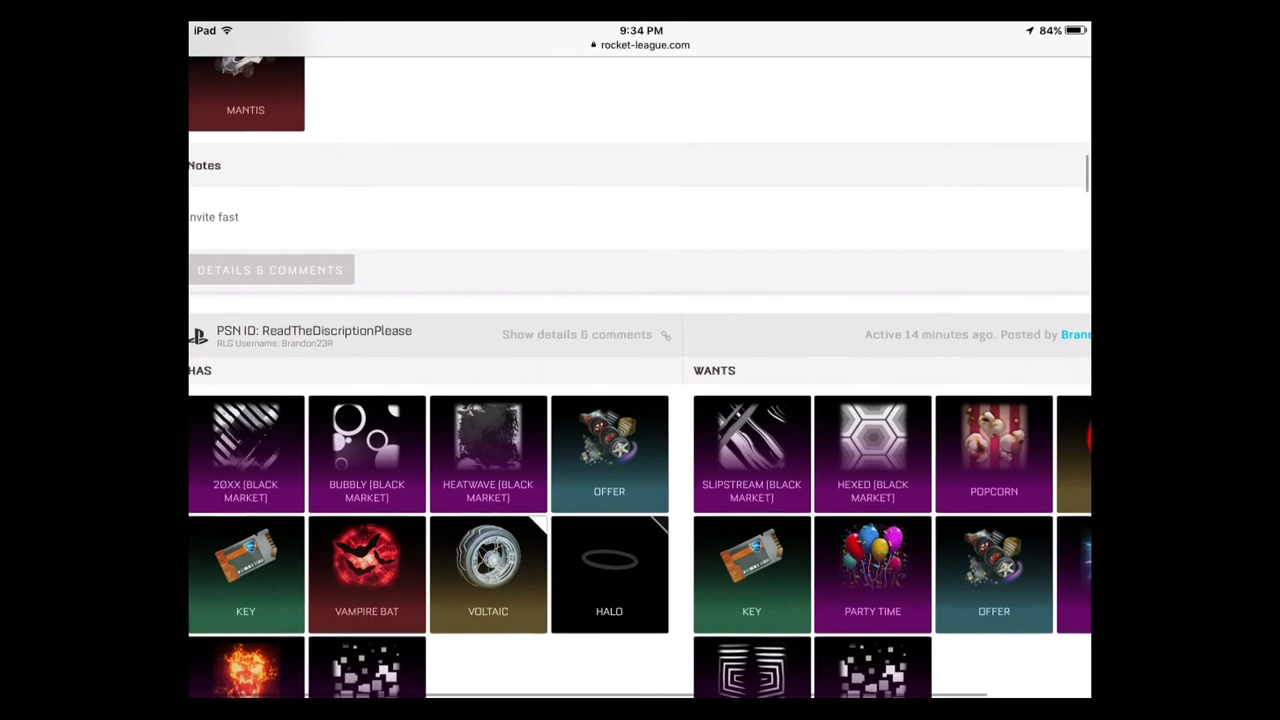 iPad
9:34 PM
84%
rocket-league.com
MANTIS
Notes
nvite fast
DETAILS & COMMENTS
PSN ID: ReadTheDiscriptionPlease
RLG Username: Brandon23R
Show details & comments
Active 14 minutes ago. Posted by Bran
HAS
WANTS
20XX [BLACK
MARKET]
BUBBLY [BLACK
MARKET]
HEATWAVE [BLACK
MARKET]
OFFER
SLIPSTREAM [BLACK
MARKET]
HEXED [BLACK
MARKET]
POPCORN
KEY
VAMPIRE BAT
VOLTAIC
HALO
KEY
PARTY TIME
OFFER